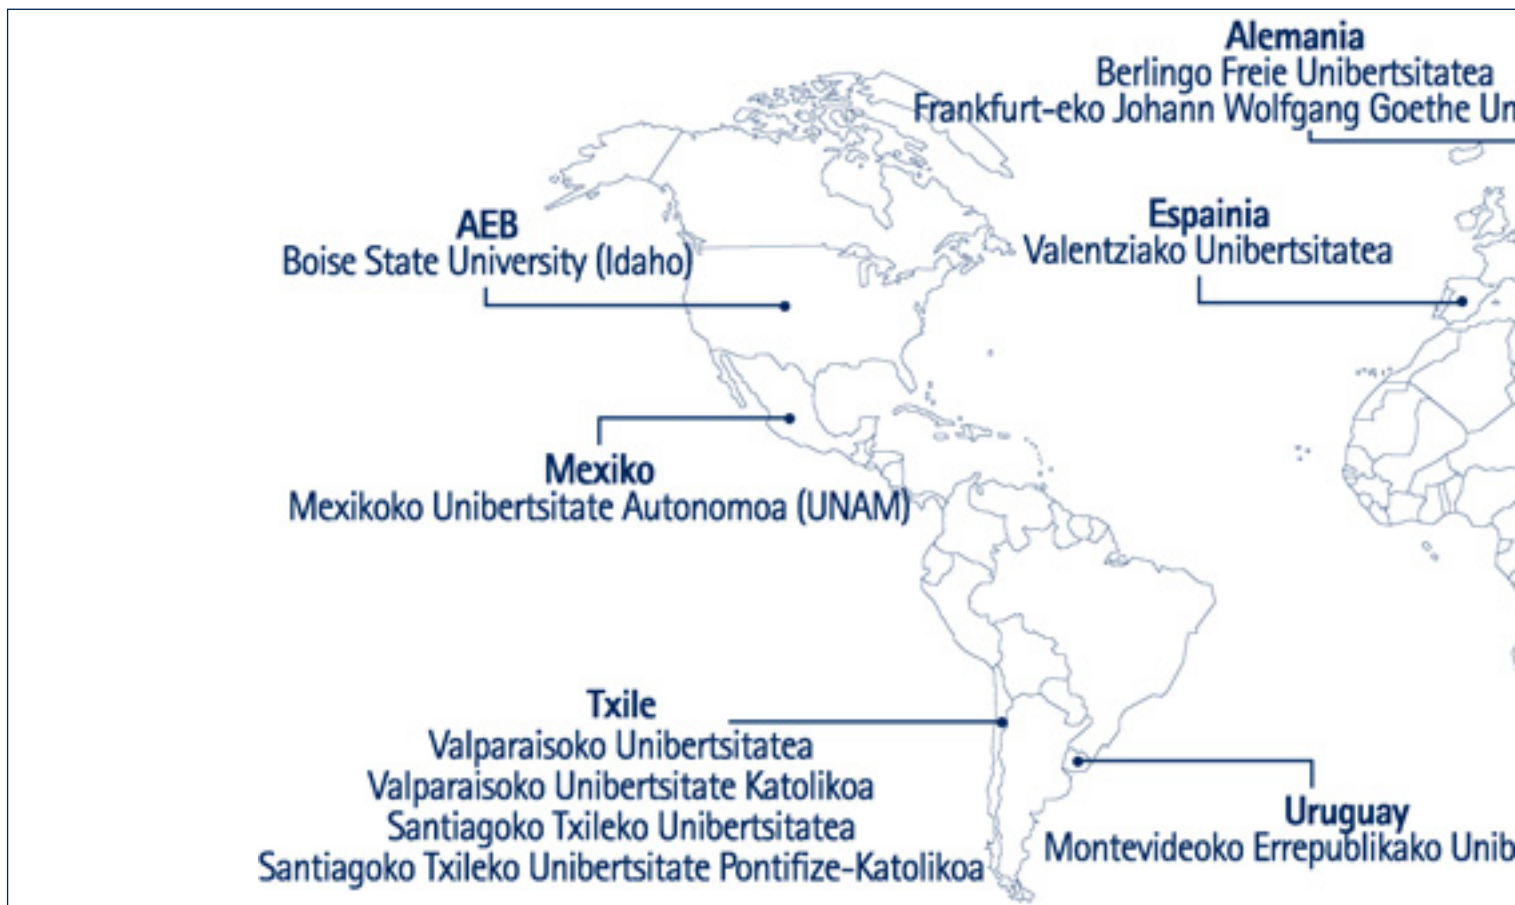 Alemania
Berlingo Freie Unibertsitatea
Frankfurt-eko Johann Wolfgang Goethe
AEB
Boise State University (Idaho)
Espainia
Valentziako Unibertsitatea
Mexiko
Mexikoko Unibertsitate Autonomoa (UNAM)
Txile
Valparaisoko Unibertsitatea
Valparaisoko Unibertsitate Katolikoa
Santiagoko Txileko Unibertsitatea
Santiagoko Txileko Unibertsitate Pontifize-Katolikoa
Uruguay
Montevideoko Errepublikako